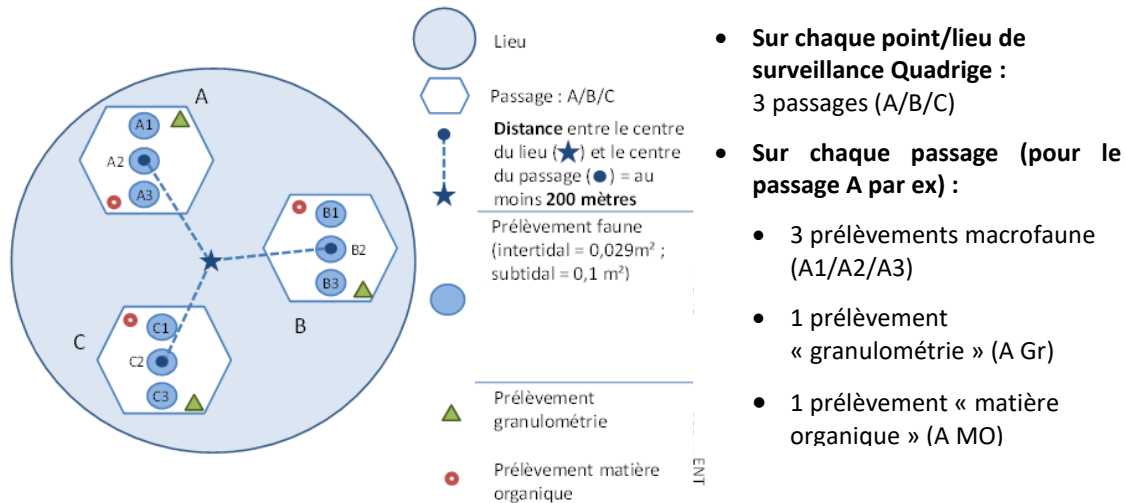 A
A1
A2
A3
B1
B2
B3
B
C
C1
C2
C3
Lieu
Passage : A/B/C
Distance entre le centre
du lieu (★) et le centre
du passage (●) = au
moins 200 mètres
Prélèvement faune
(intertidal = 0,029m² ;
subtidal = 0,1 m²)
Prélèvement
granulométrie
Prélèvement matière
organique
ENT
• Sur chaque point/lieu de
surveillance Quadrige :
3 passages (A/B/C)
• Sur chaque passage (pour le
passage A par ex) :
• 3 prélèvements macrofaune
(A1/A2/A3)
• 1 prélèvement
« granulométrie » (A Gr)
• 1 prélèvement « matière
organique » (A MO)